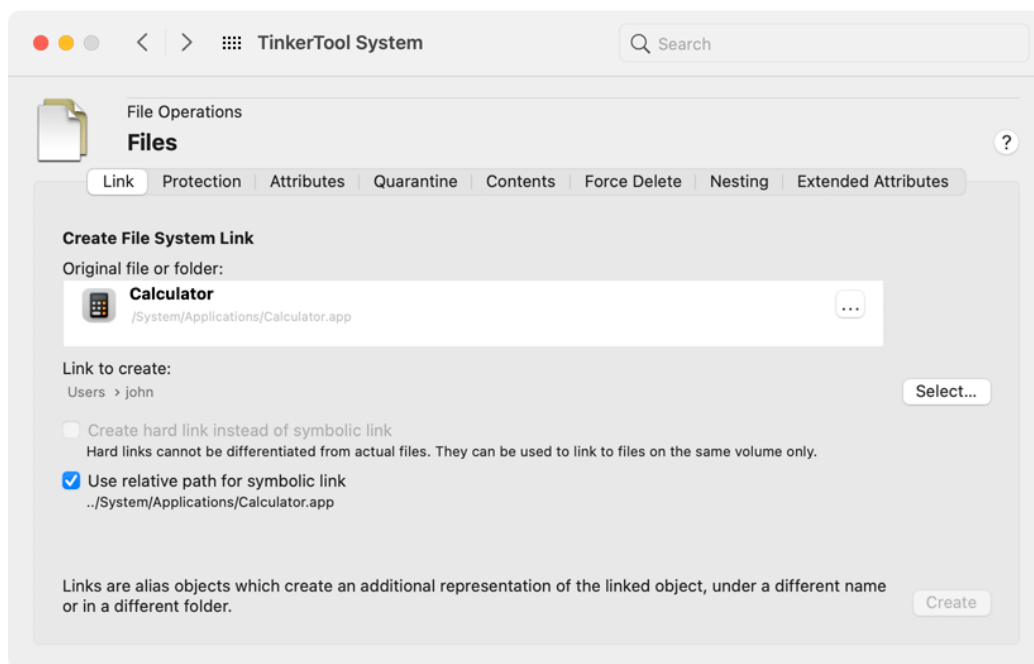 TinkerTool System
Search
File Operations
Files
?
Link Protection Attributes Quarantine Contents Force Delete Nesting Extended Attributes
Create File System Link
Original file or folder:
Calculator
/System/Applications/Calculator.app
...
Link to create:
Users › john
Select...
Create hard link instead of symbolic link
Hard links cannot be differentiated from actual files. They can be used to link to files on the same volume only.
Use relative path for symbolic link
../System/Applications/Calculator.app
Links are alias objects which create an additional representation of the linked object, under a different name
or in a different folder.
Create